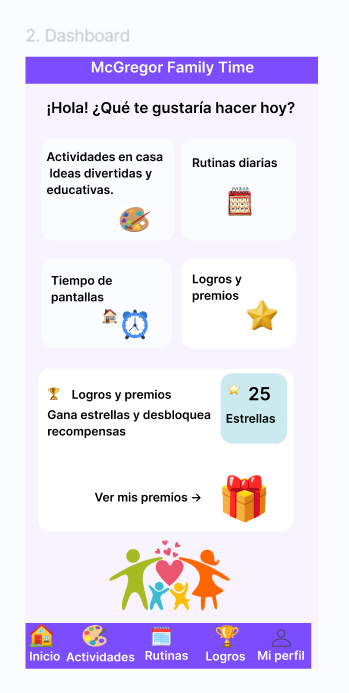 2. Dashboard
McGregor Family Time
¡Hola! ¿Qué te gustaría hacer hoy?
Actividades en casa
Ideas divertidas y
educativas.
Rutinas diarias
Tiempo de
pantallas
Logros y
premios
Logros y premios
Gana estrellas y desbloquea
recompensas
25
Estrellas
Ver mis premios →
Inicio
Actividades
Rutinas
Logros
Mi perfil